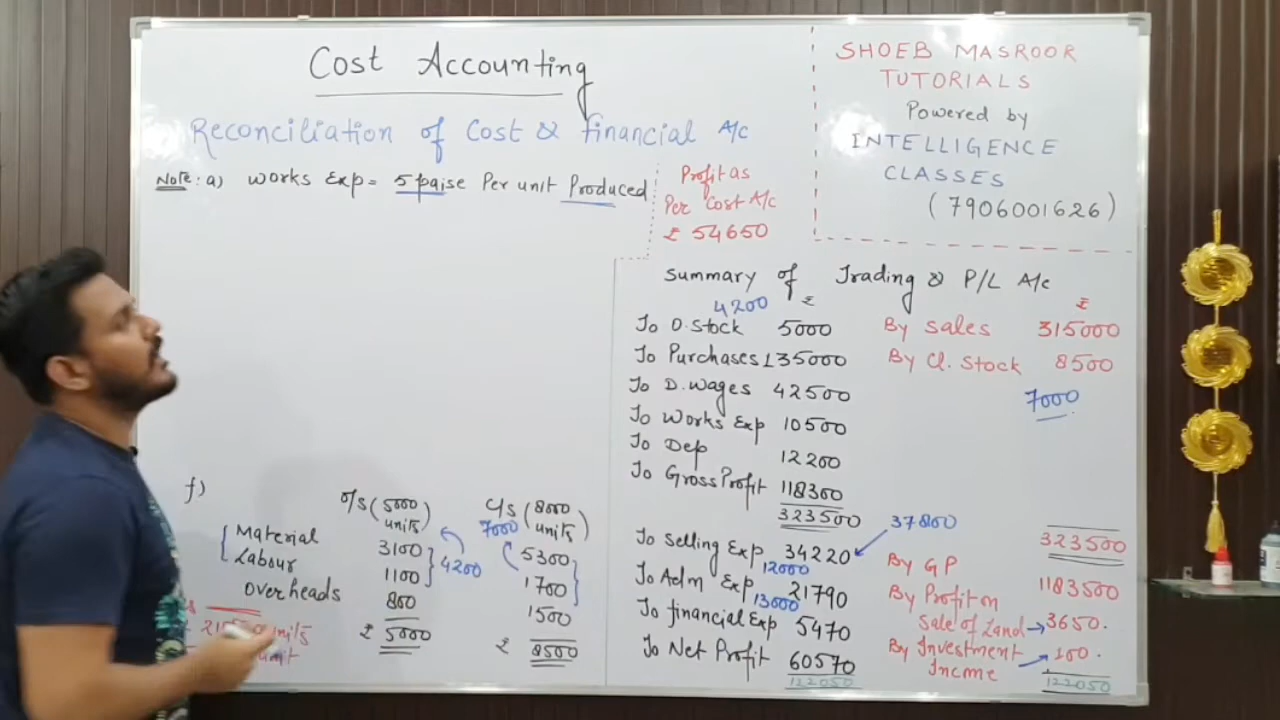 Cost Accounting
Reconciliation of Cost & financial A/c
Note: a) Works Exp = 5 paise Per unit Produced
Profit as
Per Cost A/c
₹ 54650
SHOEB MASROOR
TUTORIALS
Powered by
INTELLIGENCE
CLASSES
(7906001626)
Summary of Trading & P/L A/c
4200 ₹ ₹
To O.Stock 5000 By Sales 315000
To Purchases 135000 By Cl. Stock 8500
To D.Wages 42500 7000
To Works Exp 10500
To Dep 12200
To Gross Profit 118300
323500 323500
37800
To Selling Exp 34220 By GP 1183500
12000
To Adm Exp 21790 By Profit on
13000
To financial Exp 5470 Sale of Land → 3650.
To Net Profit 60570 By Investment
Income → 100.
122050 122050
f) O/S (5000 units) C/S (8000 units)
7000
Material 3100 5300
Labour 1100 4200 1700
overheads 800 1500
₹ 5000 ₹ 8500
units
unit